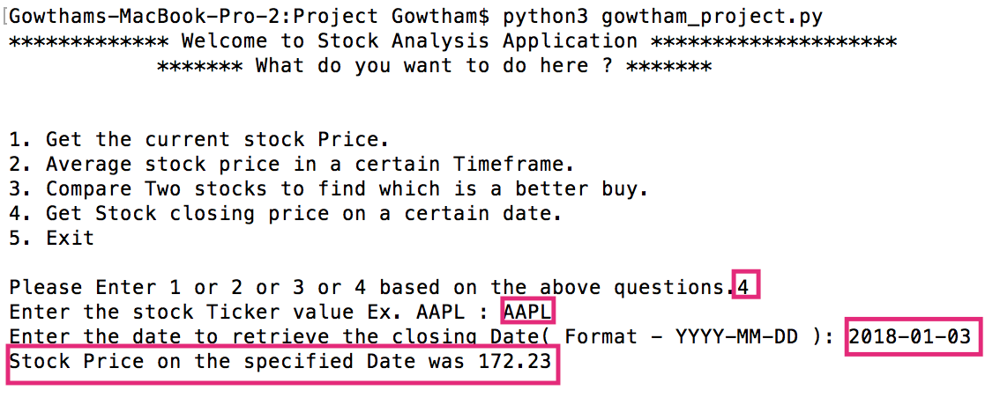 [Gowthams-MacBook-Pro-2:Project Gowtham$ python3 gowtham_project.py
************* Welcome to Stock Analysis Application ********************
******* What do you want to do here ? *******
1. Get the current stock Price.
2. Average stock price in a certain Timeframe.
3. Compare Two stocks to find which is a better buy.
4. Get Stock closing price on a certain date.
5. Exit
Please Enter 1 or 2 or 3 or 4 based on the above questions.4
Enter the stock Ticker value Ex. AAPL : AAPL
Enter the date to retrieve the closing Date( Format - YYYY-MM-DD ): 2018-01-03
Stock Price on the specified Date was 172.23